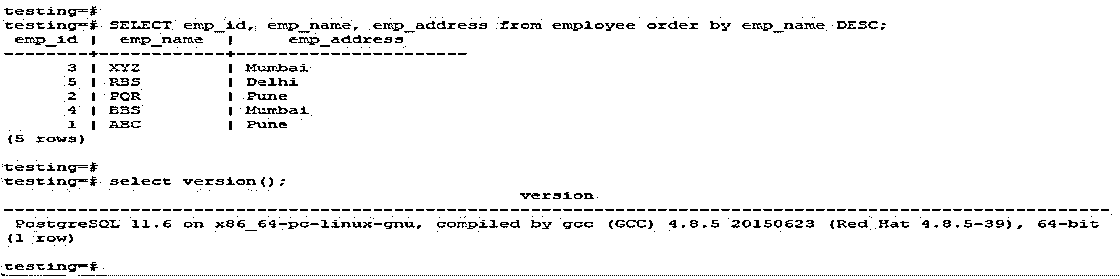 testing=#
testing=# SELECT emp_id, emp_name, emp_address from employee order by emp_name DESC;
 emp_id | emp_name | emp_address
--------+----------+-------------
 3 | XYZ | Mumbai
 5 | RBS | Delhi
 2 | PQR | Pune
 4 | BBS | Mumbai
 1 | ABC | Pune
(5 rows)
testing=#
testing=# select version();
version
---------------------------------------------------------------------------------------------------------
 PostgreSQL 11.6 on x86_64-pc-linux-gnu, compiled by gcc (GCC) 4.8.5 20150623 (Red Hat 4.8.5-39), 64-bit
(1 row)
testing=#